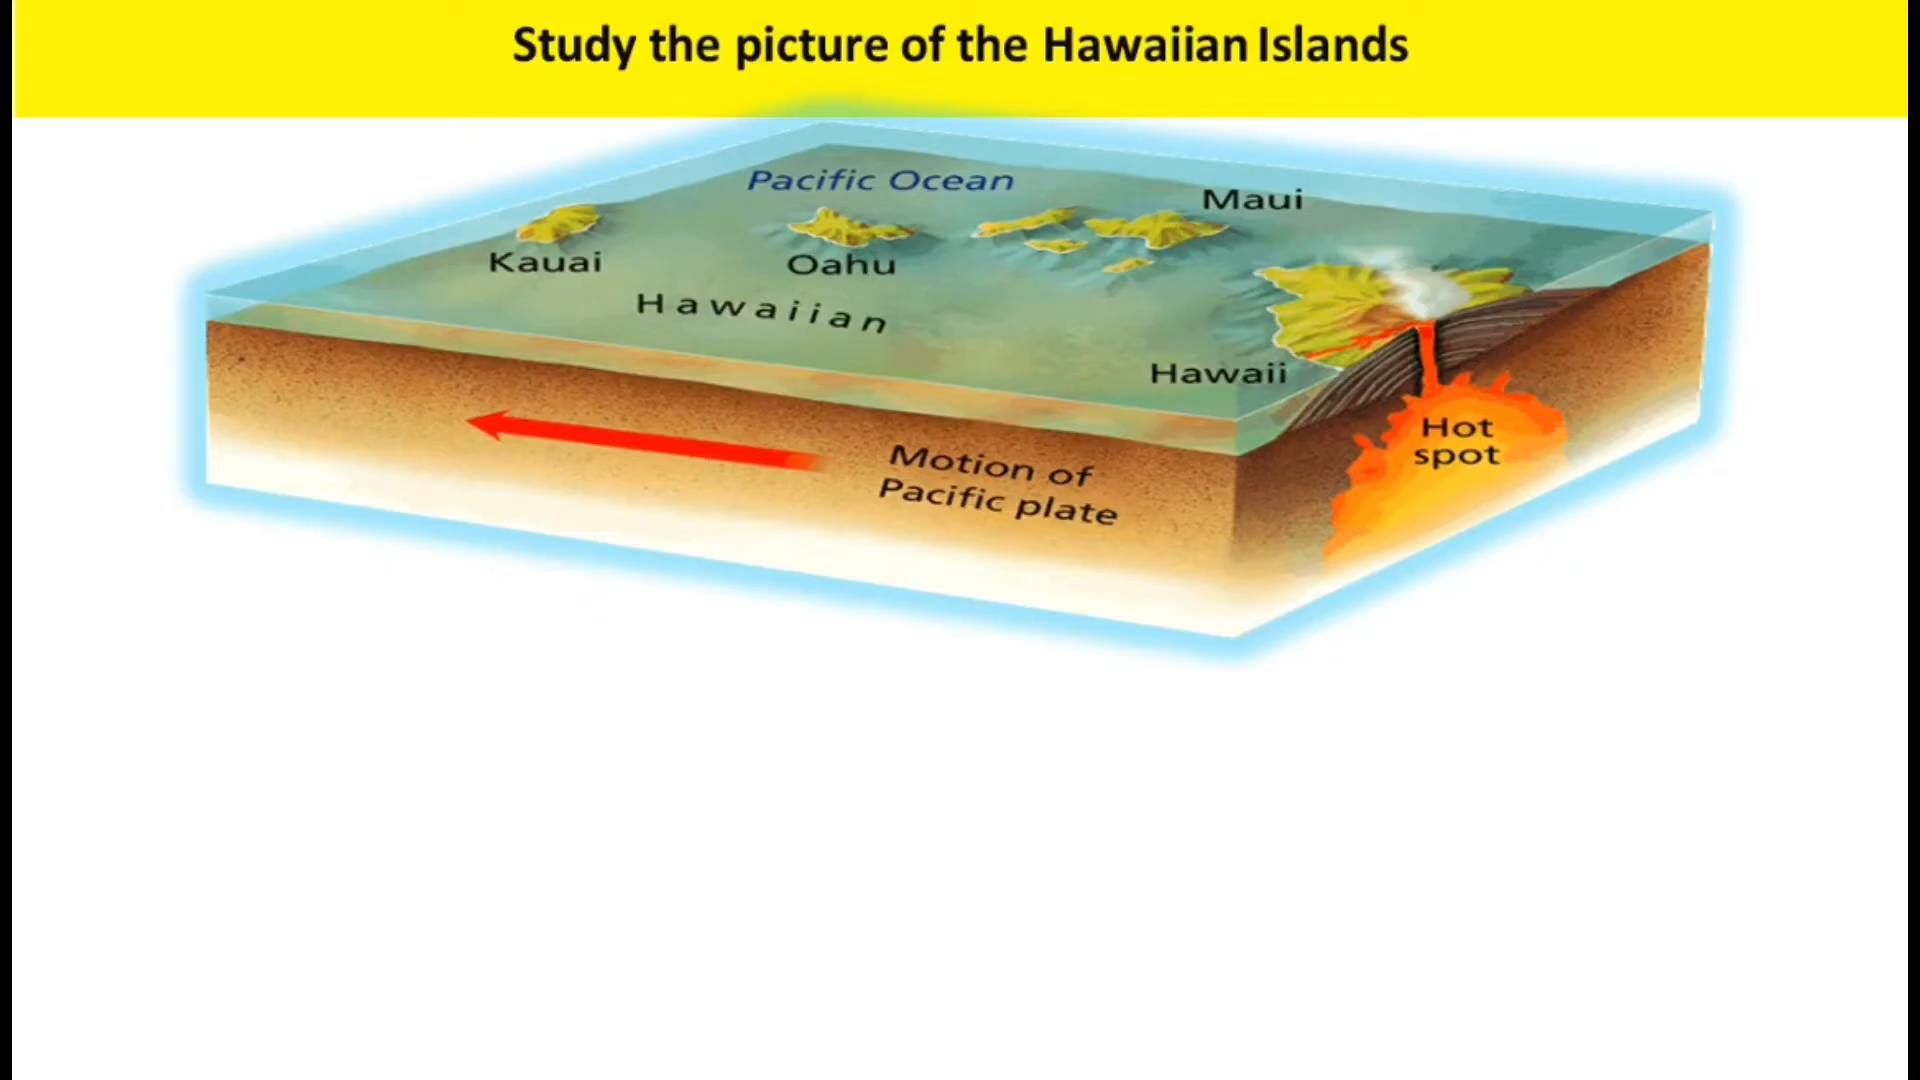 Study the picture of the Hawaiian Islands
Pacific Ocean
Maui
Kauai
Oahu
Hawaiian
Hawaii
Hot
spot
Motion of
Pacific plate